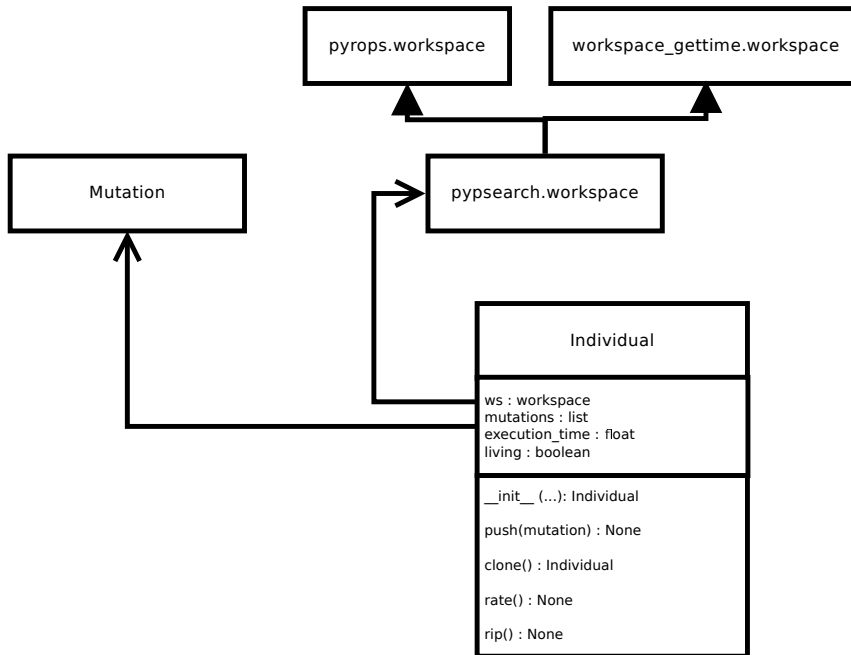 pyrops.workspace
workspace_gettime.workspace
Mutation
pypsearch.workspace
Individual
ws : workspace
mutations : list
execution_time : float
living : boolean
__init__ (...): Individual
push(mutation) : None
clone() : Individual
rate() : None
rip() : None